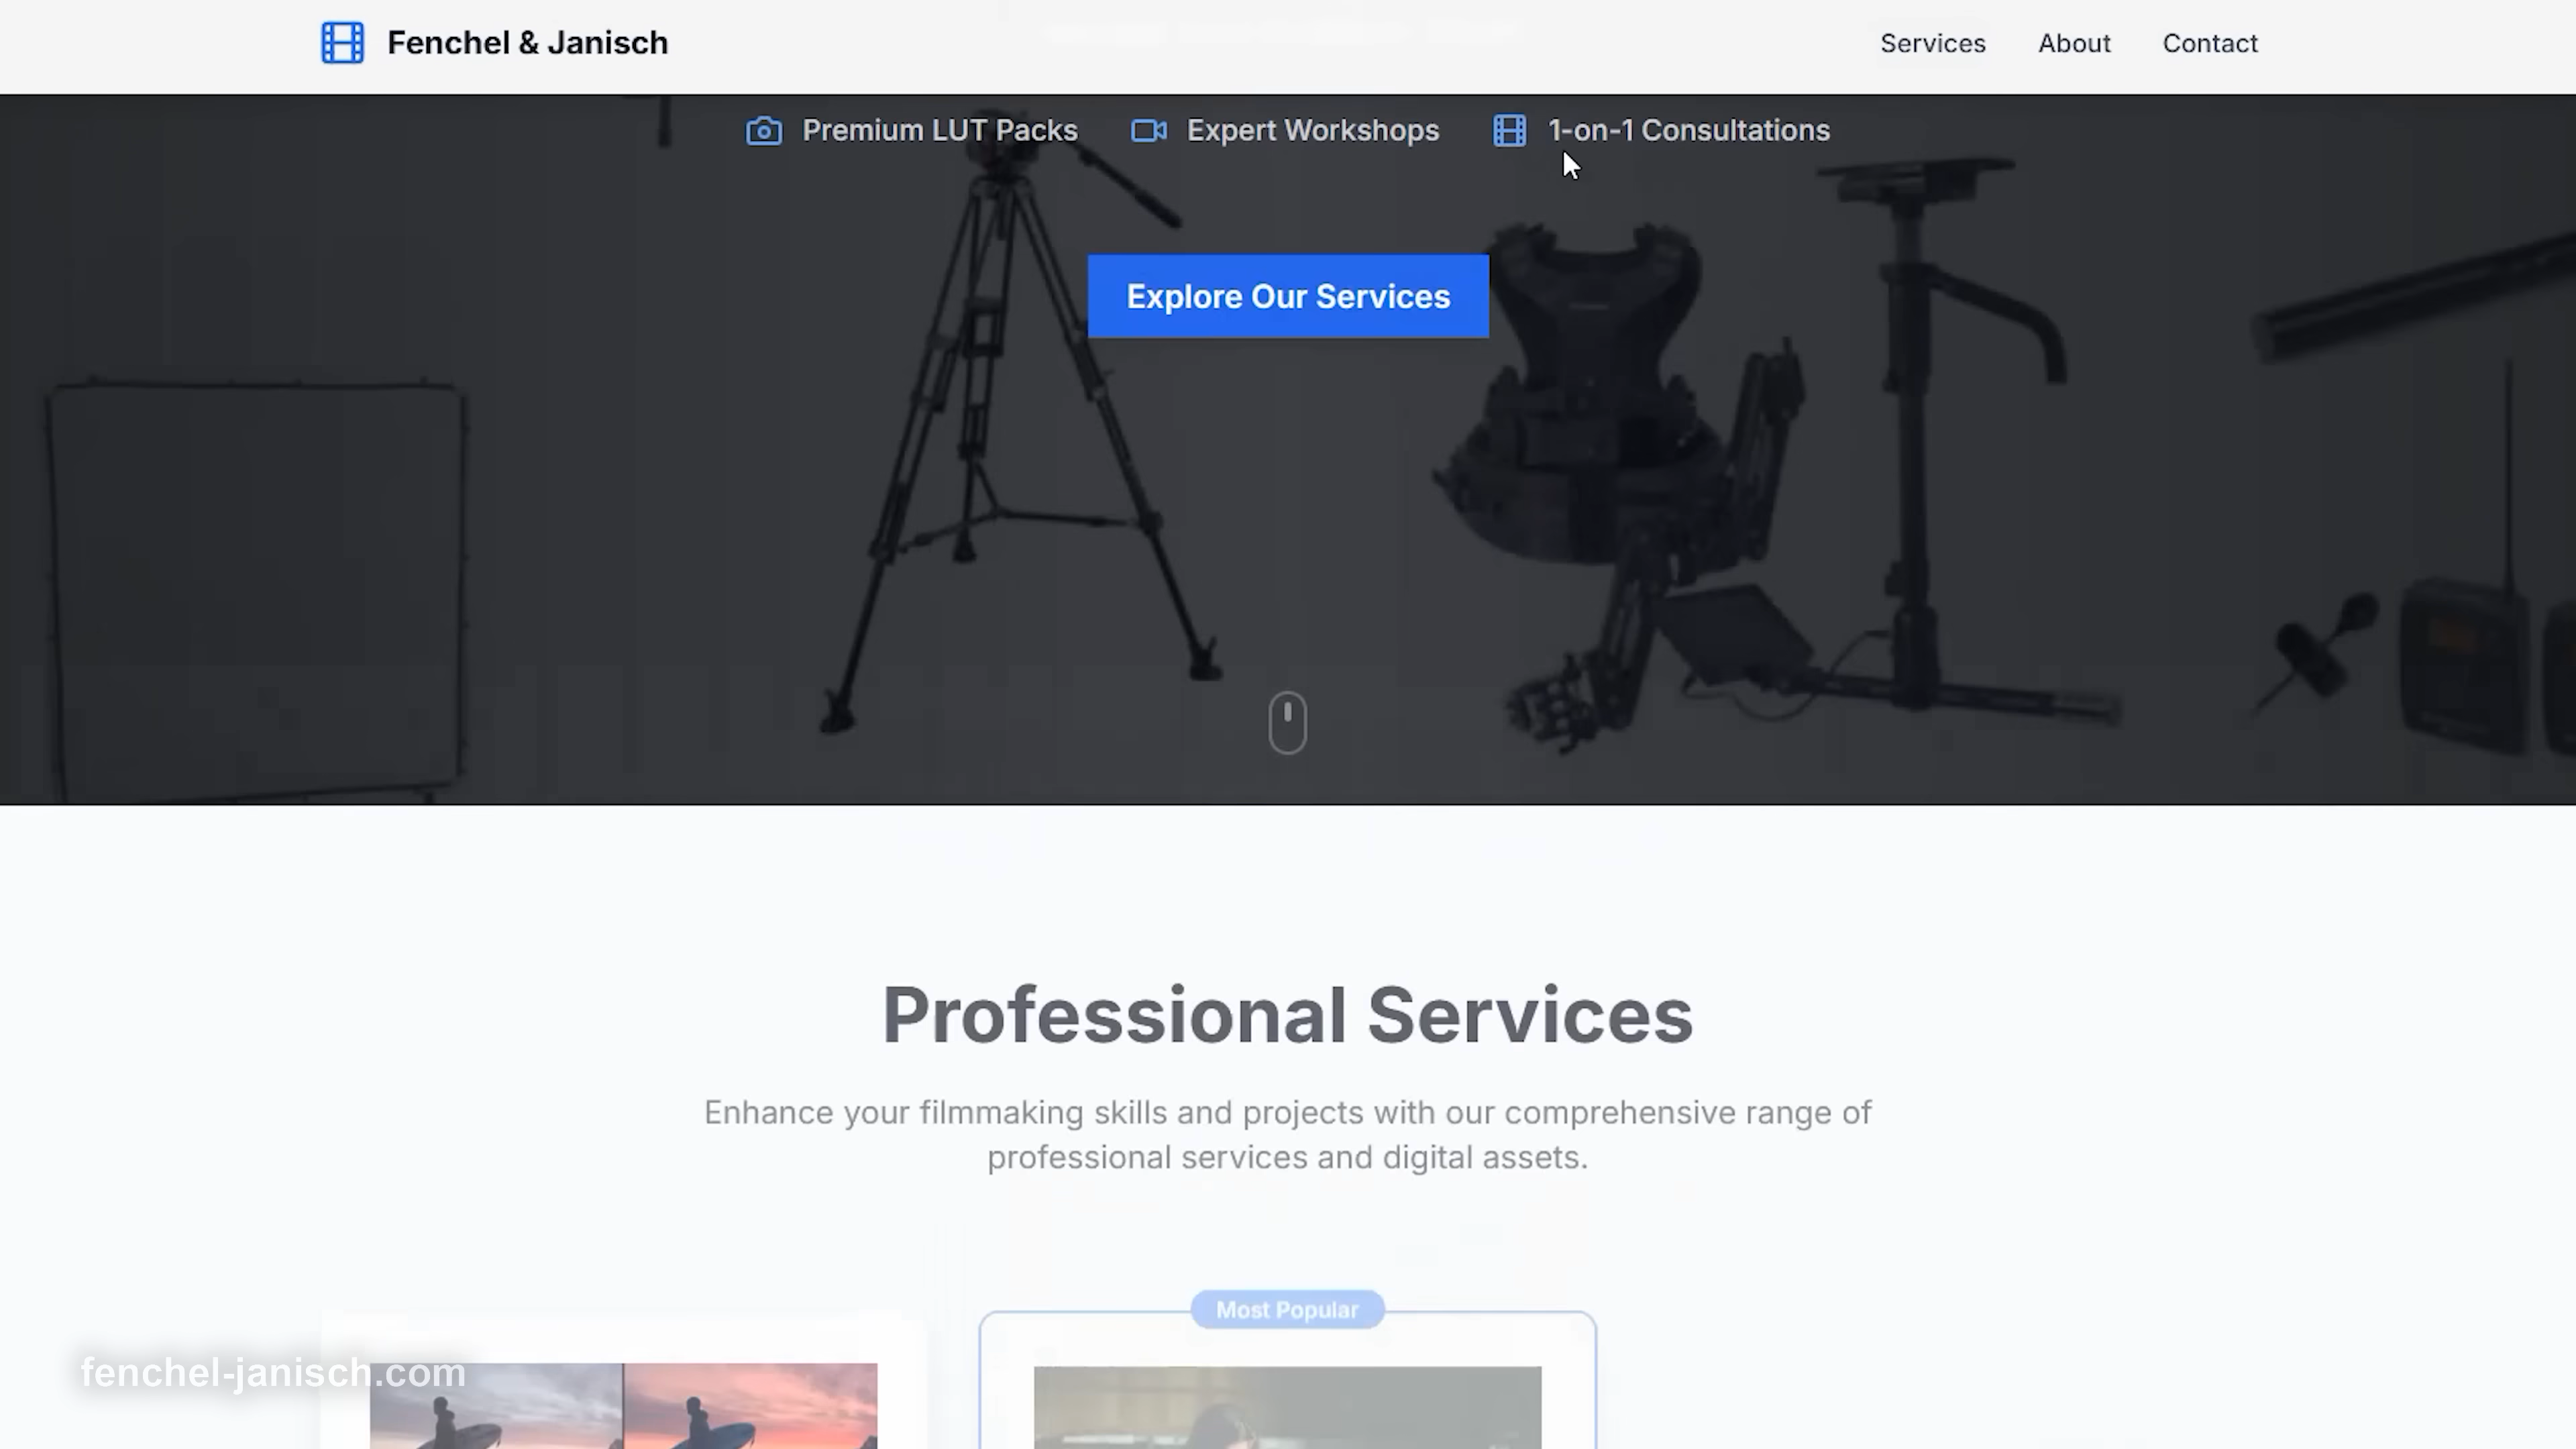 Fenchel & Janisch
Services
About
Contact
Premium LUT Packs
Expert Workshops
1-on-1 Consultations
Explore Our Services
Professional Services
Enhance your filmmaking skills and projects with our comprehensive range of
professional services and digital assets.
Most Popular
fenchel-janisch.com